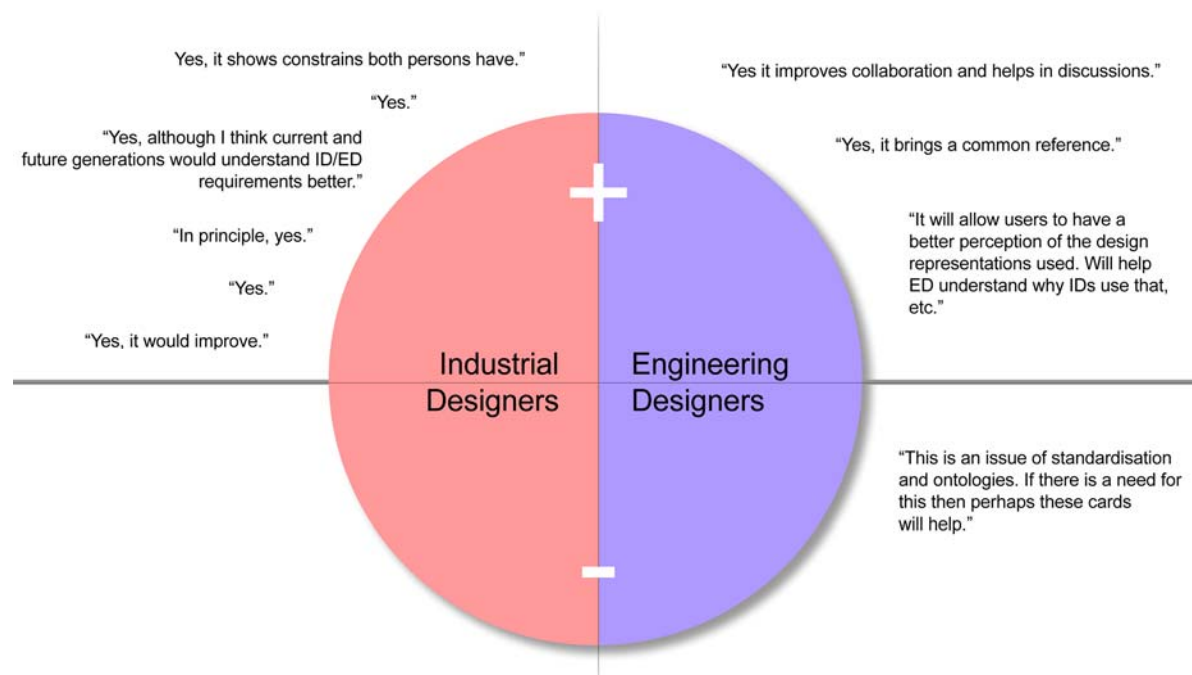 Yes, it shows constrains both persons have.”
“Yes.”
“Yes, although I think current and
future generations would understand ID/ED
requirements better.”
“In principle, yes.”
“Yes.”
“Yes, it would improve.”
“Yes it improves collaboration and helps in discussions.”
“Yes, it brings a common reference.”
“It will allow users to have a
better perception of the design
representations used. Will help
ED understand why IDs use that,
etc.”
+
Industrial
Designers
Engineering
Designers
“This is an issue of standardisation
and ontologies. If there is a need for
this then perhaps these cards
will help.”
-